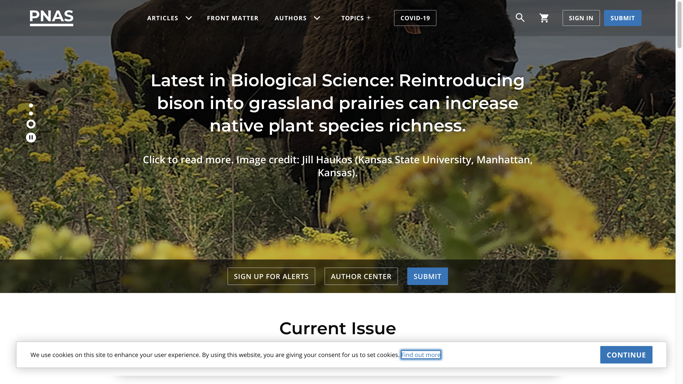 PNAS
ARTICLES
FRONT MATTER
AUTHORS
TOPICS +
COVID-19
SIGN IN
SUBMIT
Latest in Biological Science: Reintroducing
bison into grassland prairies can increase
native plant species richness.
Click to read more. Image credit: Jill Haukos (Kansas State University, Manhattan,
Kansas).
SIGN UP FOR ALERTS
AUTHOR CENTER
SUBMIT
Current Issue
We use cookies on this site to enhance your user experience. By using this website, you are giving your consent for us to set cookies. Find out more
CONTINUE